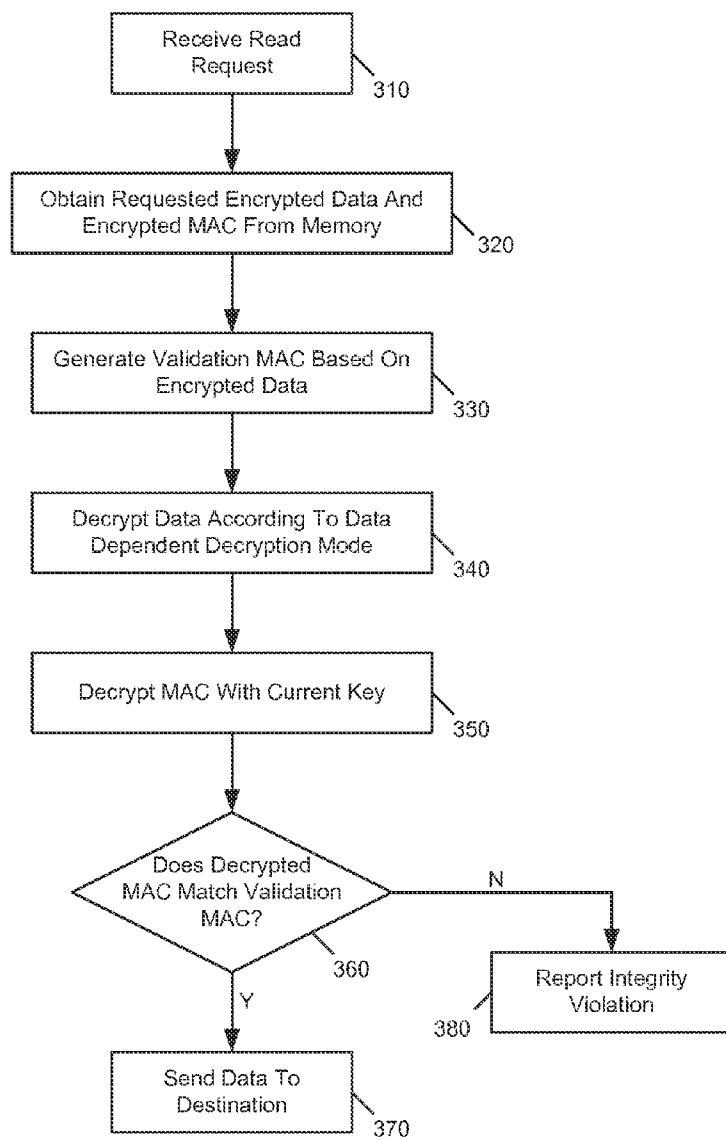 Receive Read
Request
310
Obtain Requested Encrypted Data And
Encrypted MAC From Memory
320
Generate Validation MAC Based On
Encrypted Data
330
Decrypt Data According To Data
Dependent Decryption Mode
340
Decrypt MAC With Current Key
350
Does Decrypted
MAC Match Validation
MAC?
360
N
Y
Report Integrity
Violation
380
Send Data To
Destination
370